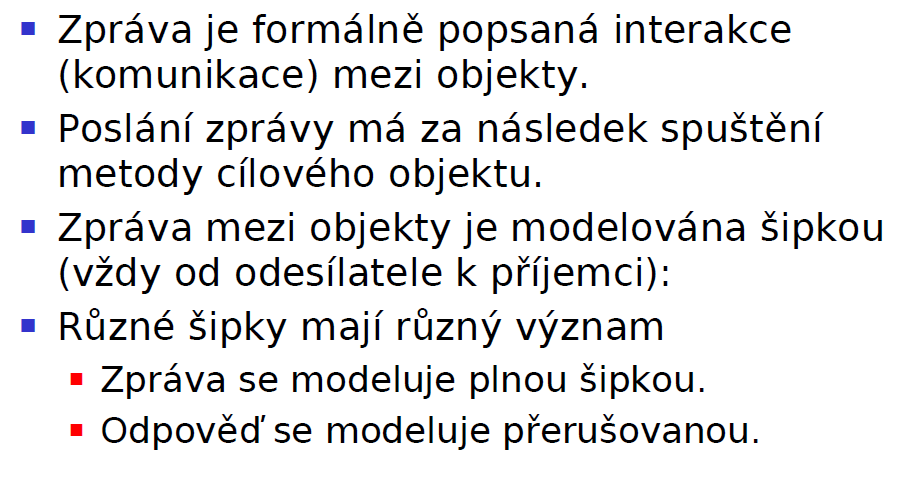 Zpráva je formálně popsaná interakce
(komunikace) mezi objekty.
Poslání zprávy má za následek spuštění
metody cílového objektu.
Zpráva mezi objekty je modelována šipkou
(vždy od odesílatele k příjemci):
Různé šipky mají různý význam
Zpráva se modeluje plnou šipkou.
Odpověď se modeluje přerušovanou.